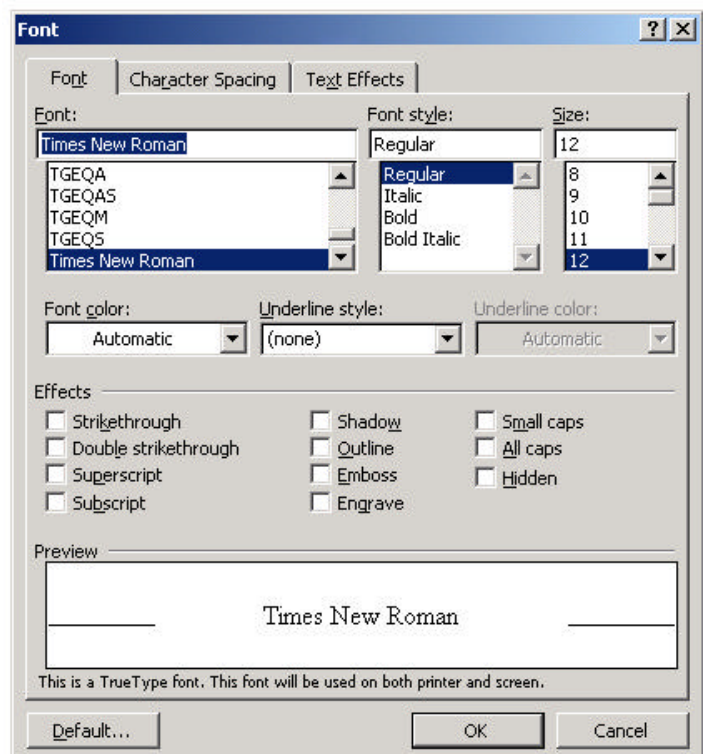 Font
Font Character Spacing Text Effects
Font: Font style: Size:
Times New Roman Regular 12
TGEQA Regular 8
TGEQAS Italic 9
TGEQM Bold 10
TGEQS Bold Italic 11
Times New Roman 12
Font color: Underline style: Underline color:
Automatic (none) Automatic
Effects
Strikethrough Shadow Small caps
Double strikethrough Outline All caps
Superscript Emboss Hidden
Subscript Engrave
Preview
Times New Roman
This is a TrueType font. This font will be used on both printer and screen.
Default... OK Cancel